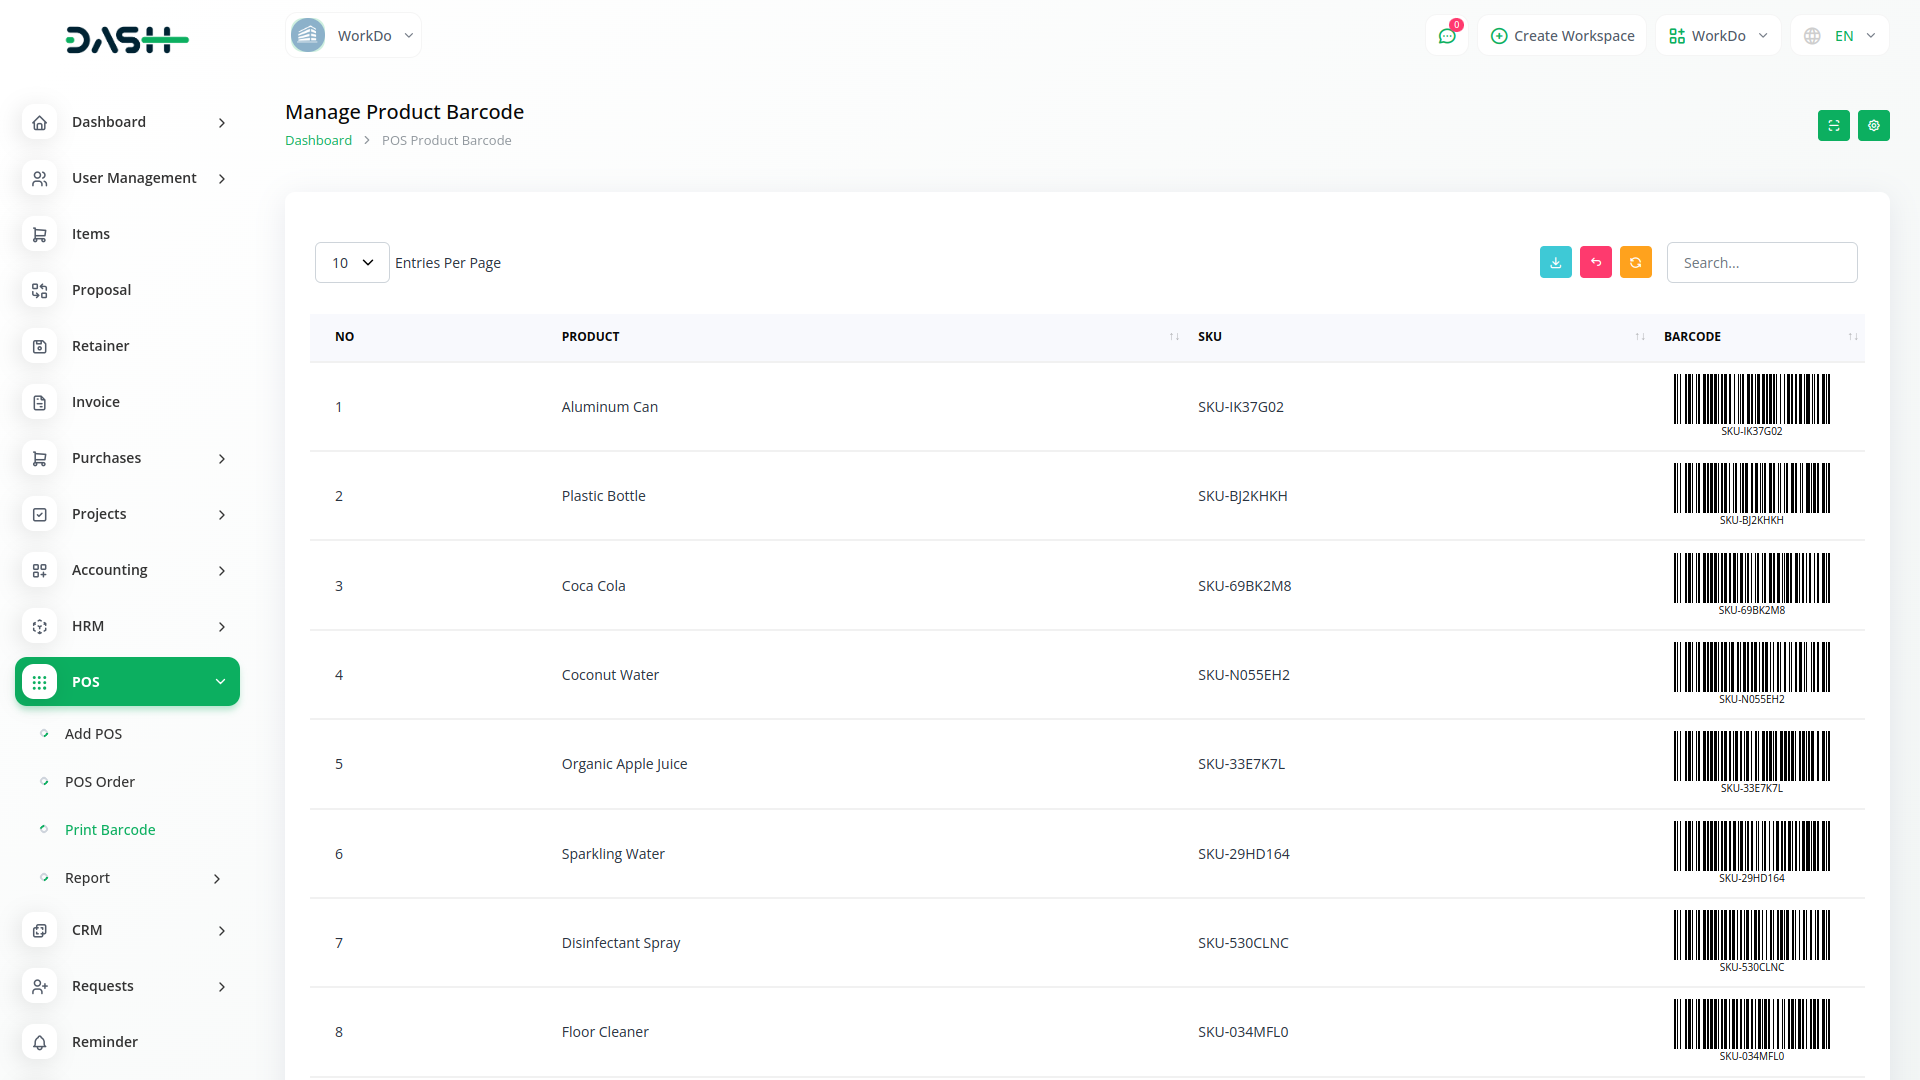 DASH
WorkDo
0
Create Workspace
WorkDo
EN
Dashboard
User Management
Items
Proposal
Retainer
Invoice
Purchases
Projects
Accounting
HRM
POS
Add POS
POS Order
Print Barcode
Report
CRM
Requests
Reminder
Manage Product Barcode
Dashboard > POS Product Barcode
10 Entries Per Page
Search...
NO PRODUCT SKU BARCODE
1 Aluminum Can SKU-IK37G02
SKU-IK37G02
2 Plastic Bottle SKU-BJ2KHKH
SKU-BJ2KHKH
3 Coca Cola SKU-69BK2M8
SKU-69BK2M8
4 Coconut Water SKU-N055EH2
SKU-N055EH2
5 Organic Apple Juice SKU-33E7K7L
SKU-33E7K7L
6 Sparkling Water SKU-29HD164
SKU-29HD164
7 Disinfectant Spray SKU-530CLNC
SKU-530CLNC
8 Floor Cleaner SKU-034MFL0
SKU-034MFL0